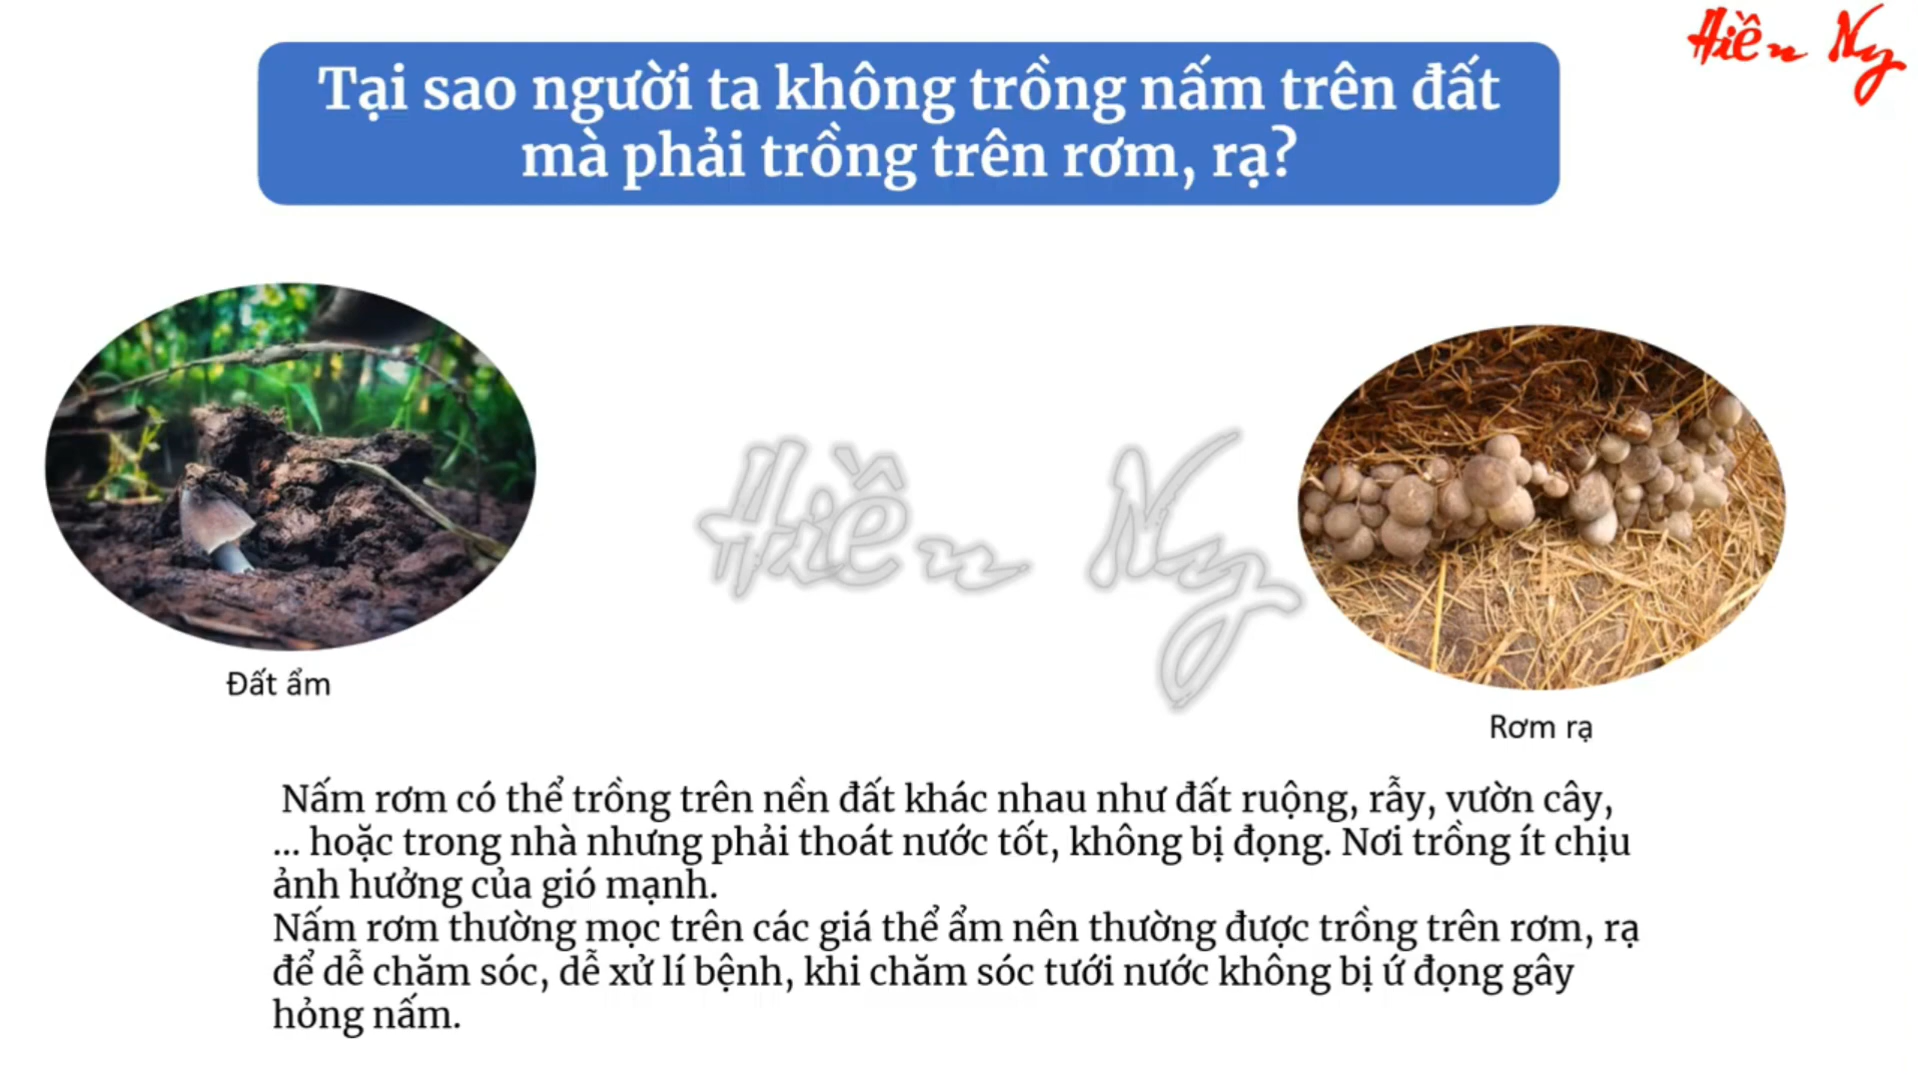 Hiền Ny
Tại sao người ta không trồng nấm trên đất
mà phải trồng trên rơm, rạ?
Hiền Ny
Đất ẩm
Rơm rạ
Nấm rơm có thể trồng trên nền đất khác nhau như đất ruộng, rẫy, vườn cây,
... hoặc trong nhà nhưng phải thoát nước tốt, không bị đọng. Nơi trồng ít chịu
ảnh hưởng của gió mạnh.
Nấm rơm thường mọc trên các giá thể ẩm nên thường được trồng trên rơm, rạ
để dễ chăm sóc, dễ xử lí bệnh, khi chăm sóc tưới nước không bị ứ đọng gây
hỏng nấm.